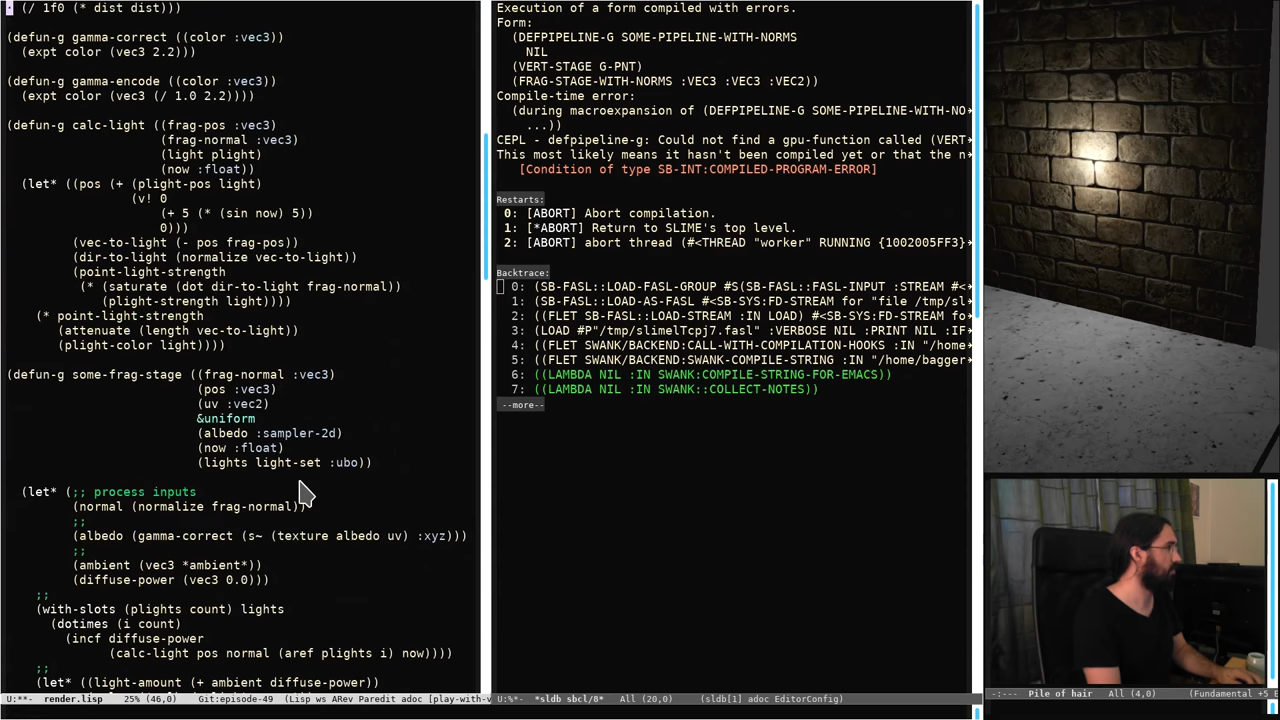 (/ 1f0 (* dist dist)))
(defun-g gamma-correct ((color :vec3))
(expt color (vec3 2.2)))
(defun-g gamma-encode ((color :vec3))
(expt color (vec3 (/ 1.0 2.2))))
(defun-g calc-light ((frag-pos :vec3)
(frag-normal :vec3)
(light plight)
(now :float))
(let* ((pos (+ (plight-pos light)
(v! 0
(+ 5 (* (sin now) 5))
0)))
(vec-to-light (- pos frag-pos))
(dir-to-light (normalize vec-to-light))
(point-light-strength
(* (saturate (dot dir-to-light frag-normal))
(plight-strength light))))
(* point-light-strength
(attenuate (length vec-to-light))
(plight-color light))))
(defun-g some-frag-stage ((frag-normal :vec3)
(pos :vec3)
(uv :vec2)
&uniform
(albedo :sampler-2d)
(now :float)
(lights light-set :ubo))
(let* (;; process inputs
(normal (normalize frag-normal))
;;
(albedo (gamma-correct (s~ (texture albedo uv) :xyz)))
;;
(ambient (vec3 *ambient*))
(diffuse-power (vec3 0.0)))
;;
(with-slots (plights count) lights
(dotimes (i count)
(incf diffuse-power
(calc-light pos normal (aref plights i) now))))
;;
(let* ((light-amount (+ ambient diffuse-power))
U:**- render.lisp 25% (46,0) Git:episode-49 (Lisp ws ARev Paredit adoc [play-with-v
Execution of a form compiled with errors.
Form:
(DEFPIPELINE-G SOME-PIPELINE-WITH-NORMS
NIL
(VERT-STAGE G-PNT)
(FRAG-STAGE-WITH-NORMS :VEC3 :VEC3 :VEC2))
Compile-time error:
(during macroexpansion of (DEFPIPELINE-G SOME-PIPELINE-WITH-NO
...))
CEPL - defpipeline-g: Could not find a gpu-function called (VERT
This most likely means it hasn't been compiled yet or that the n
[Condition of type SB-INT:COMPILED-PROGRAM-ERROR]
Restarts:
0: [ABORT] Abort compilation.
1: [*ABORT] Return to SLIME's top level.
2: [ABORT] abort thread (#<THREAD "worker" RUNNING {1002005FF3}
Backtrace:
0: (SB-FASL::LOAD-FASL-GROUP #S(SB-FASL::FASL-INPUT :STREAM #<
1: (SB-FASL::LOAD-AS-FASL #<SB-SYS:FD-STREAM for "file /tmp/sl
2: ((FLET SB-FASL::LOAD-STREAM :IN LOAD) #<SB-SYS:FD-STREAM fo
3: (LOAD #P"/tmp/slimelTcpj7.fasl" :VERBOSE NIL :PRINT NIL :IF
4: ((FLET SWANK/BACKEND:CALL-WITH-COMPILATION-HOOKS :IN "/home
5: ((FLET SWANK/BACKEND:SWANK-COMPILE-STRING :IN "/home/bagger
6: ((LAMBDA NIL :IN SWANK:COMPILE-STRING-FOR-EMACS))
7: ((LAMBDA NIL :IN SWANK::COLLECT-NOTES))
--more--
U:%*- *sldb sbcl/8* All (20,0) (sldb[1] adoc EditorConfig)
-:--- Pile of hair All (4,0) (Fundamental +5 E